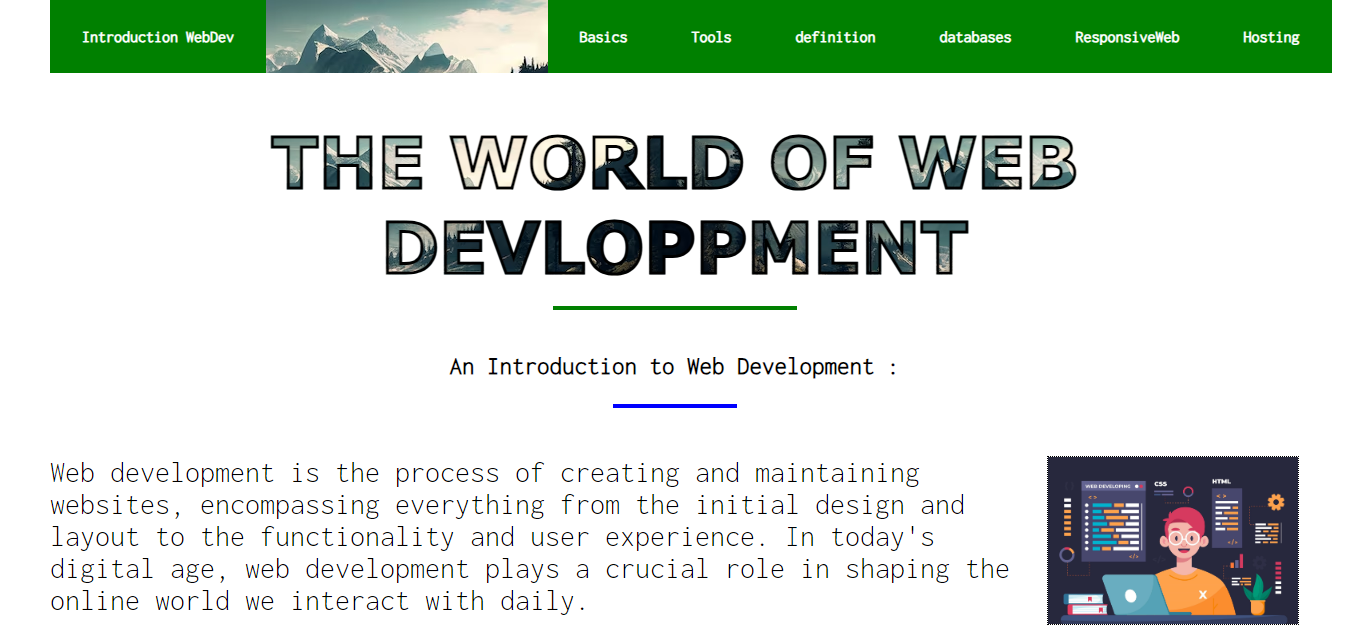 Introduction WebDev Basics Tools definition databases ResponsiveWeb Hosting
THE WORLD OF WEB
DEVLOPPMENT
An Introduction to Web Development :
Web development is the process of creating and maintaining
websites, encompassing everything from the initial design and
layout to the functionality and user experience. In today's
digital age, web development plays a crucial role in shaping the
online world we interact with daily.
WEB DEVELOPING
CSS
HTML
X